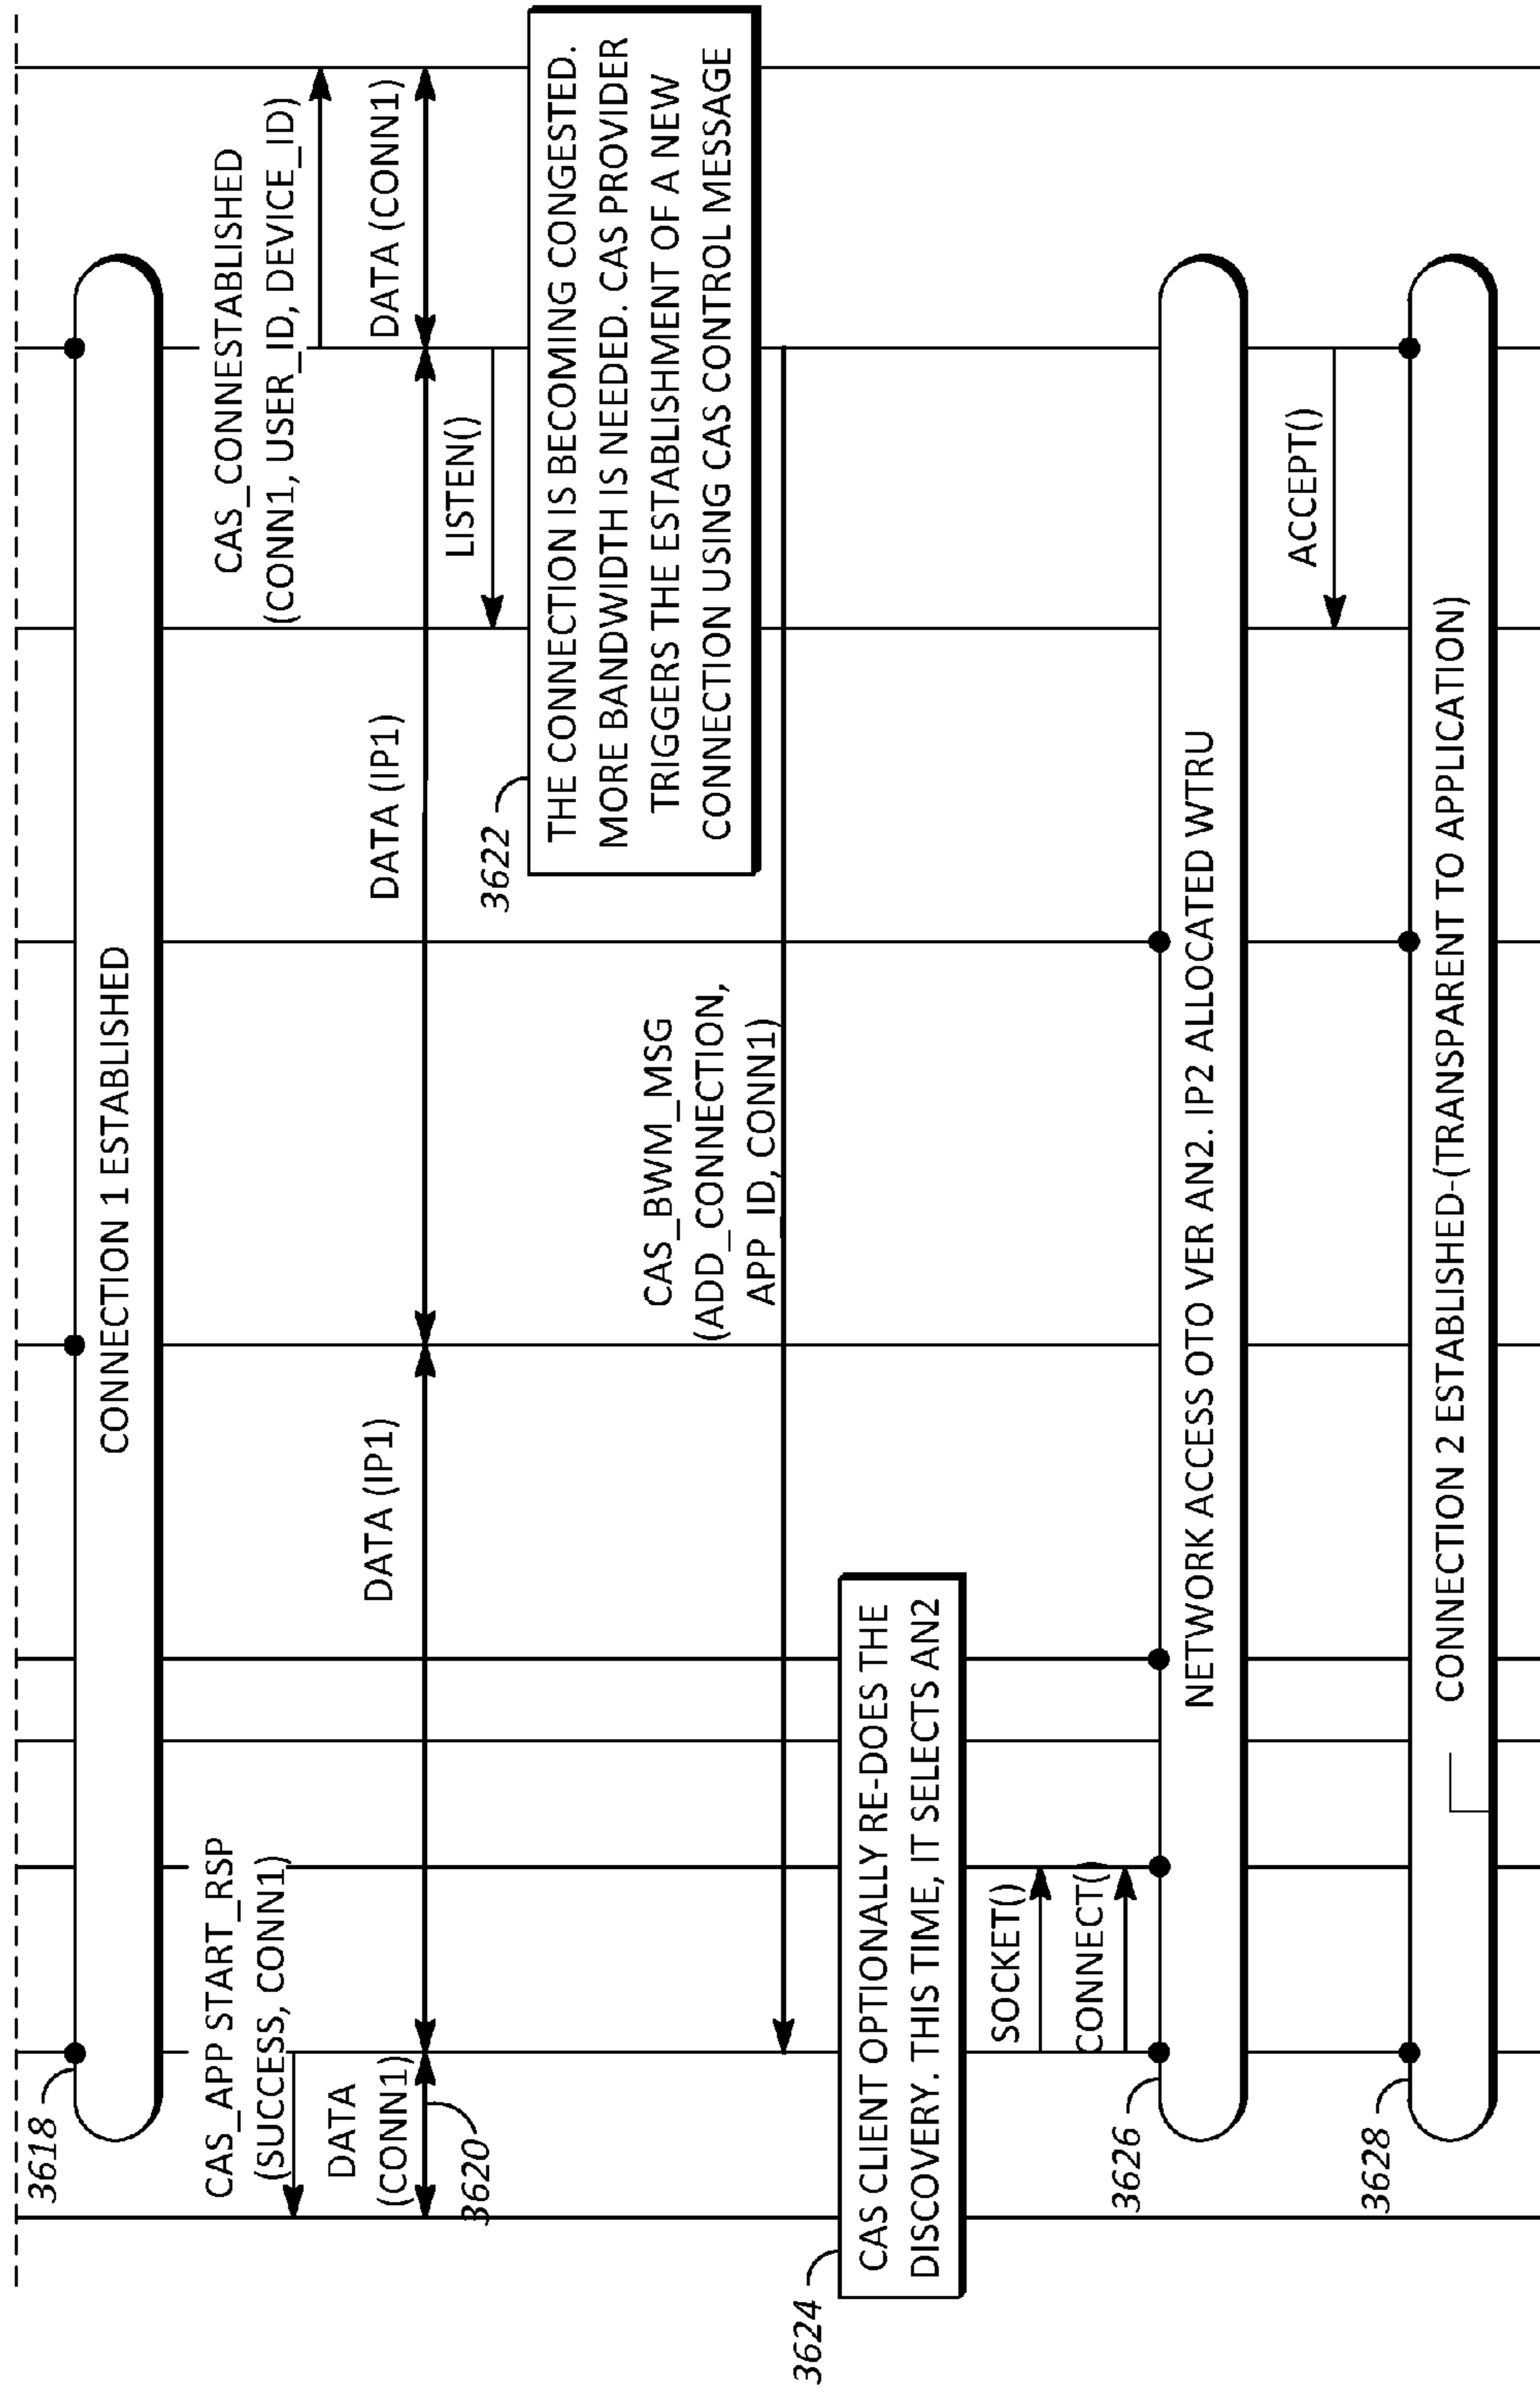 3618
CONNECTION 1 ESTABLISHED
CAS_APP START_RSP
(SUCCESS, CONN1)
CAS_CONNESTABLISHED
(CONN1, USER_ID, DEVICE_ID)
DATA
(CONN1)
3620
DATA (IP1)
DATA (IP1)
DATA (CONN1)
LISTEN()
3622
THE CONNECTION IS BECOMING CONGESTED.
MORE BANDWIDTH IS NEEDED. CAS PROVIDER
TRIGGERS THE ESTABLISHMENT OF A NEW
CONNECTION USING CAS CONTROL MESSAGE
CAS_BWM_MSG
(ADD_CONNECTION,
APP_ID, CONN1)
3624
CAS CLIENT OPTIONALLY RE-DOES THE
DISCOVERY. THIS TIME, IT SELECTS AN2
SOCKET()
CONNECT()
3626
NETWORK ACCESS OTO VER AN2. IP2 ALLOCATED WTRU
ACCEPT()
3628
CONNECTION 2 ESTABLISHED-(TRANSPARENT TO APPLICATION)